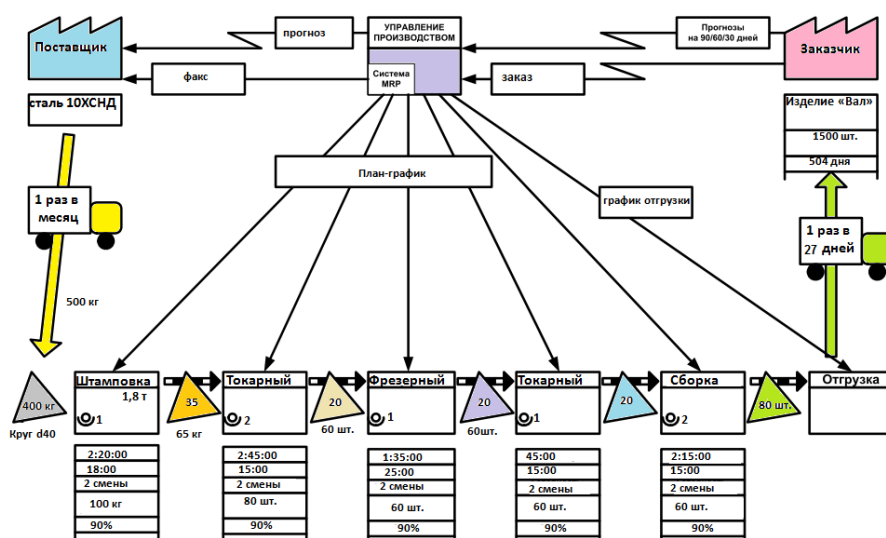 Поставщик
прогноз
УПРАВЛЕНИЕ
ПРОИЗВОДСТВОМ
Прогнозы
на 90/60/30 дней
Заказчик
факс
Система
MRP
заказ
сталь 10ХСНД
Изделие «Вал»
1500 шт.
504 дня
План-график
график отгрузки
1 раз в
месяц
1 раз в
27 дней
500 кг
400 кг
Круг d40
Штамповка
1,8 т
1
35
65 кг
Токарный
2
20
60 шт.
Фрезерный
1
20
60шт.
Токарный
1
20
Сборка
2
80 шт.
Отгрузка
2:20:00
18:00
2 смены
100 кг
90%
2:45:00
15:00
2 смены
80 шт.
90%
1:35:00
25:00
2 смены
60 шт.
90%
45:00
15:00
2 смены
60 шт.
90%
2:15:00
15:00
2 смены
60 шт.
90%